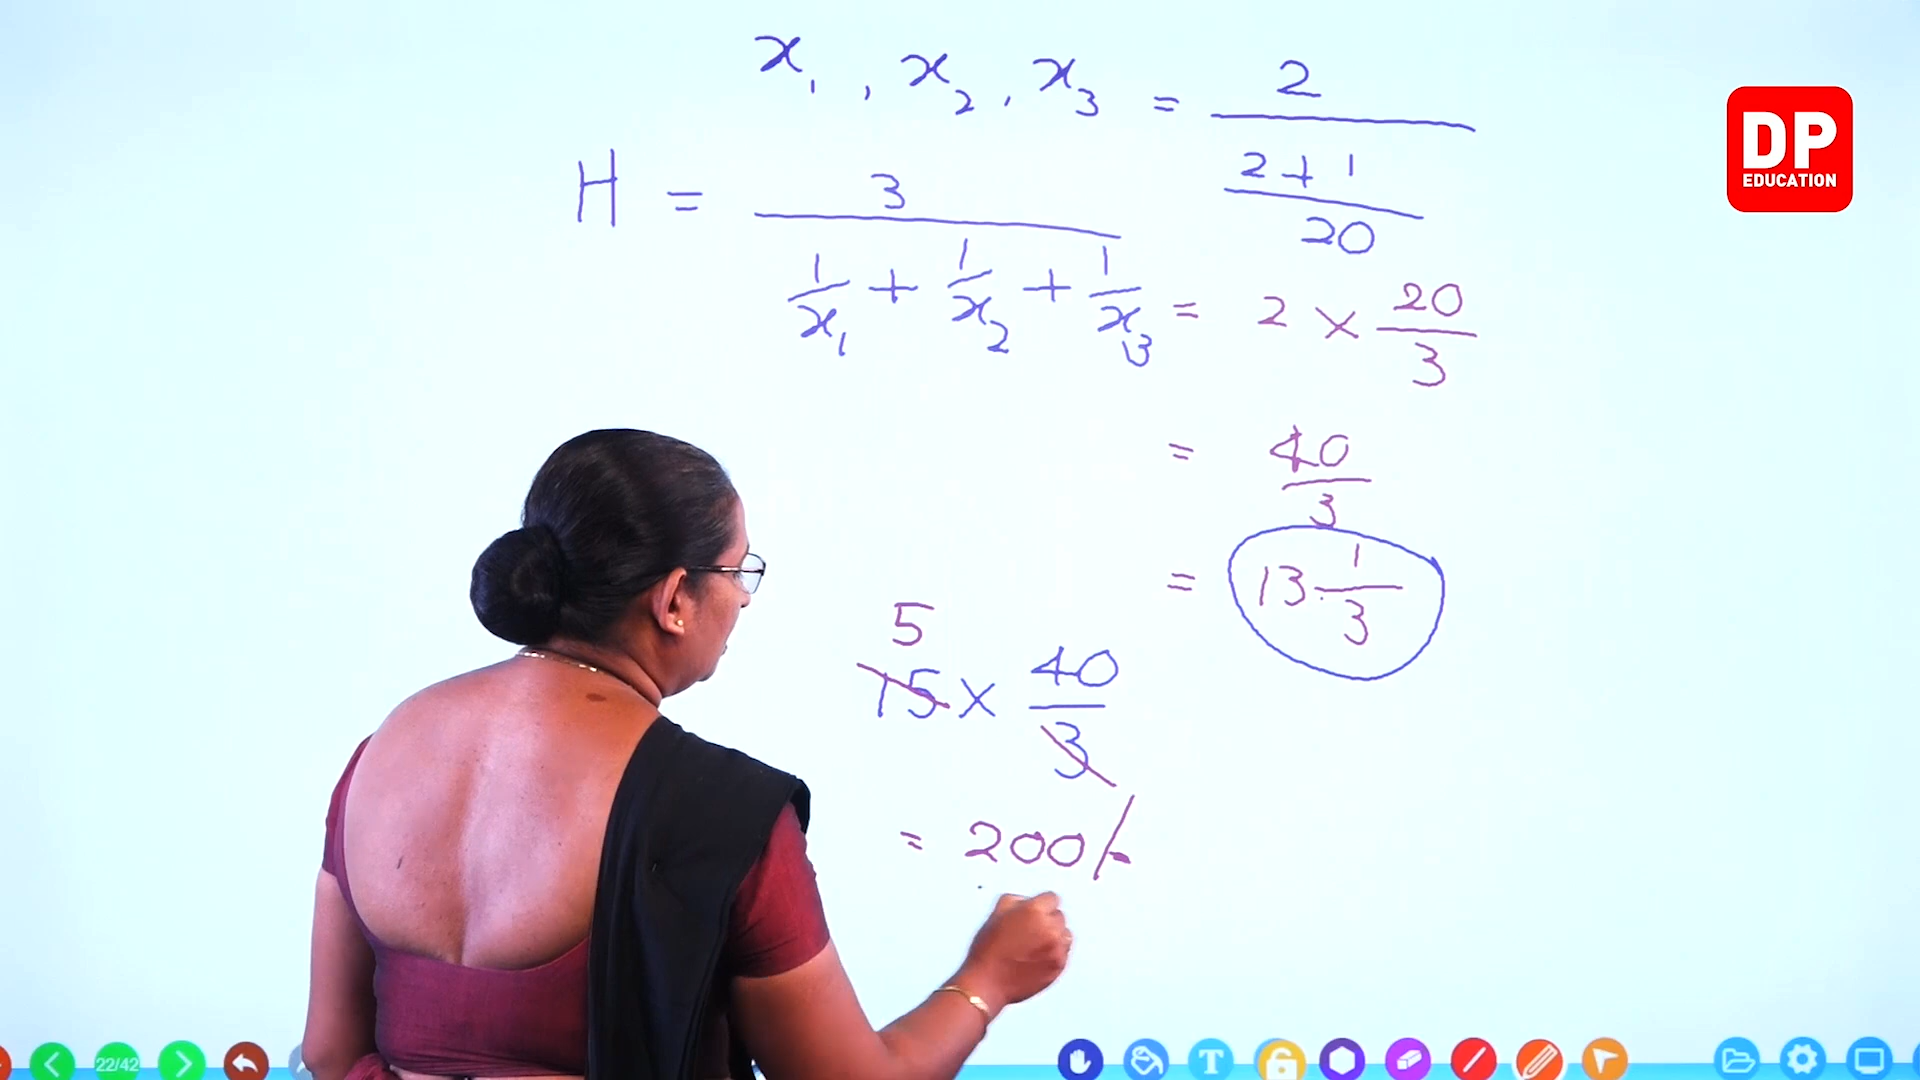 x₁, x₂, x₃ = 2 / ((2 + 1) / 20)
H = 3 / (1/x₁ + 1/x₂ + 1/x₃)
= 2 × 20/3
= 40/3
= 13 1/3
5
15 × 40/3
= 200/-
DP
EDUCATION
22/42
T